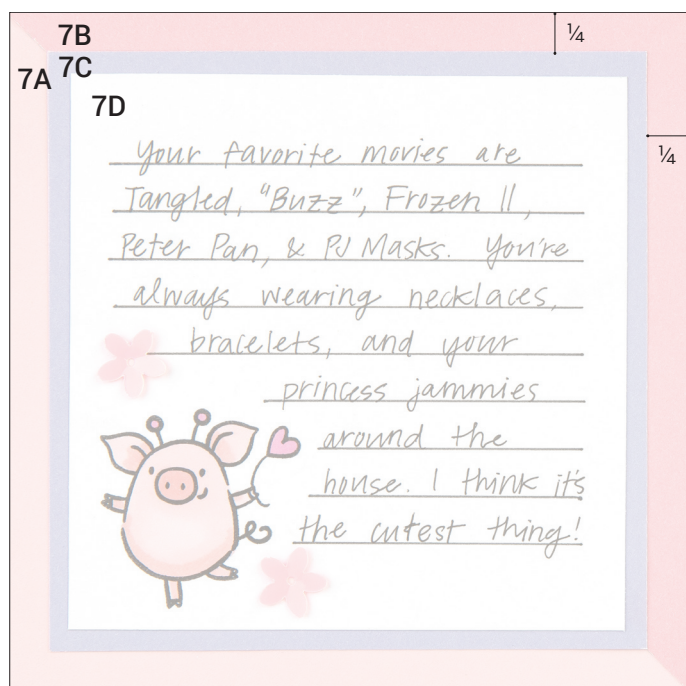 7B
¼
7A
7C
7D
¼
Your favorite movies are
Tangled, "Buzz", Frozen II,
Peter Pan, & PJ Masks. You're
always wearing necklaces,
bracelets, and your
princess jammies
around the
house. I think it's
the cutest thing!